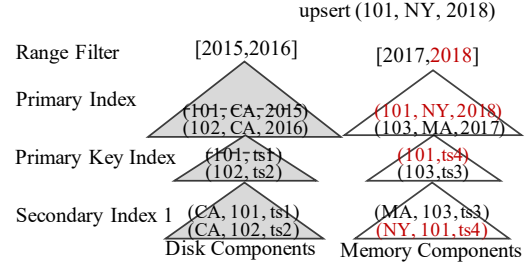 upsert (101, NY, 2018)
Range Filter [2015,2016] [2017,2018]
Primary Index
(101, CA, 2015) (101, NY, 2018)
(102, CA, 2016) (103, MA, 2017)
Primary Key Index (101, ts1) (101,ts4)
(102, ts2) (103,ts3)
Secondary Index 1 (CA, 101, ts1) (MA, 103,ts3)
(CA, 102, ts2) (NY, 101,ts4)
Disk Components Memory Components